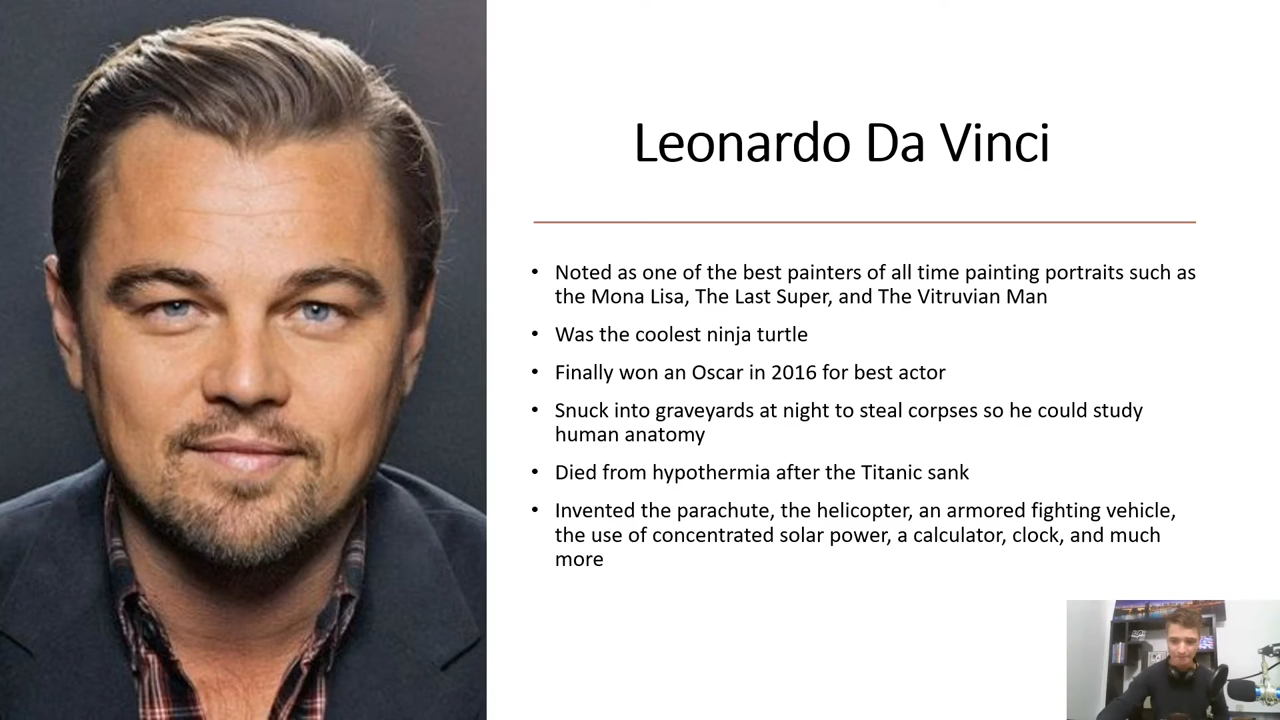 Leonardo Da Vinci
• Noted as one of the best painters of all time painting portraits such as
the Mona Lisa, The Last Super, and The Vitruvian Man
• Was the coolest ninja turtle
• Finally won an Oscar in 2016 for best actor
• Snuck into graveyards at night to steal corpses so he could study
human anatomy
• Died from hypothermia after the Titanic sank
• Invented the parachute, the helicopter, an armored fighting vehicle,
the use of concentrated solar power, a calculator, clock, and much
more